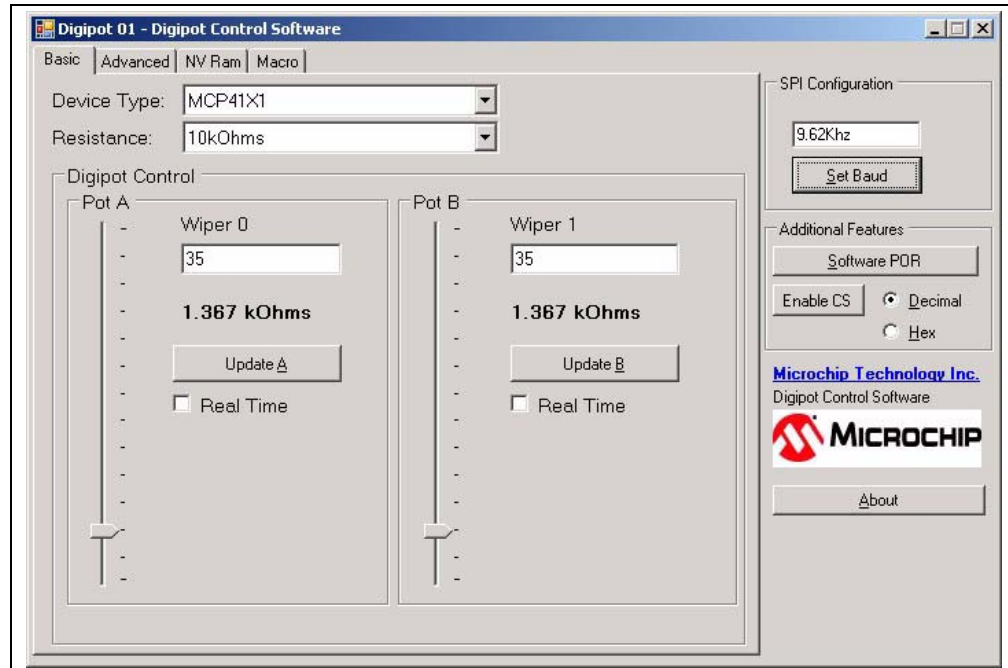 Digipot 01 - Digipot Control Software
Basic
Advanced
NV Ram
Macro
Device Type:
MCP41X1
Resistance:
10kOhms
Digipot Control
Pot A
Wiper 0
35
1.367 kOhms
Update A
Real Time
Pot B
Wiper 1
35
1.367 kOhms
Update B
Real Time
SPI Configuration
9.62Khz
Set Baud
Additional Features
Software POR
Enable CS
Decimal
Hex
Microchip Technology Inc.
Digipot Control Software
MICROCHIP
About